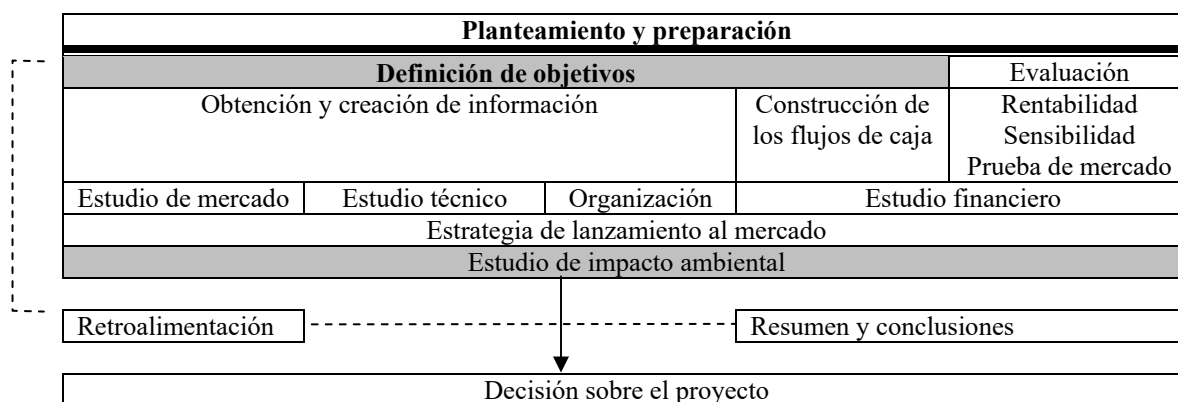 Planteamiento y preparación
Definición de objetivos
Evaluación
Obtención y creación de información
Construcción de
los flujos de caja
Rentabilidad
Sensibilidad
Prueba de mercado
Estudio de mercado
Estudio técnico
Organización
Estudio financiero
Estrategia de lanzamiento al mercado
Estudio de impacto ambiental
Retroalimentación
Resumen y conclusiones
Decisión sobre el proyecto